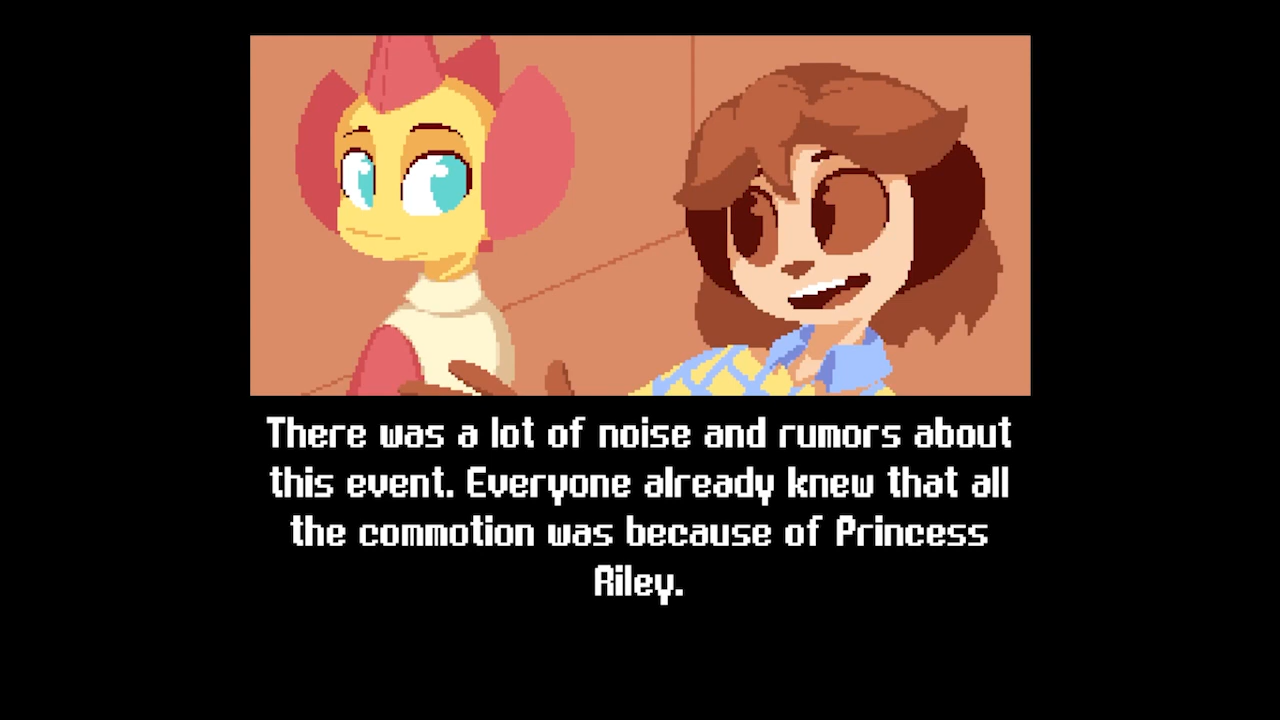 There was a lot of noise and rumors about
this event. Everyone already knew that all
the commotion was because of Princess
Riley.